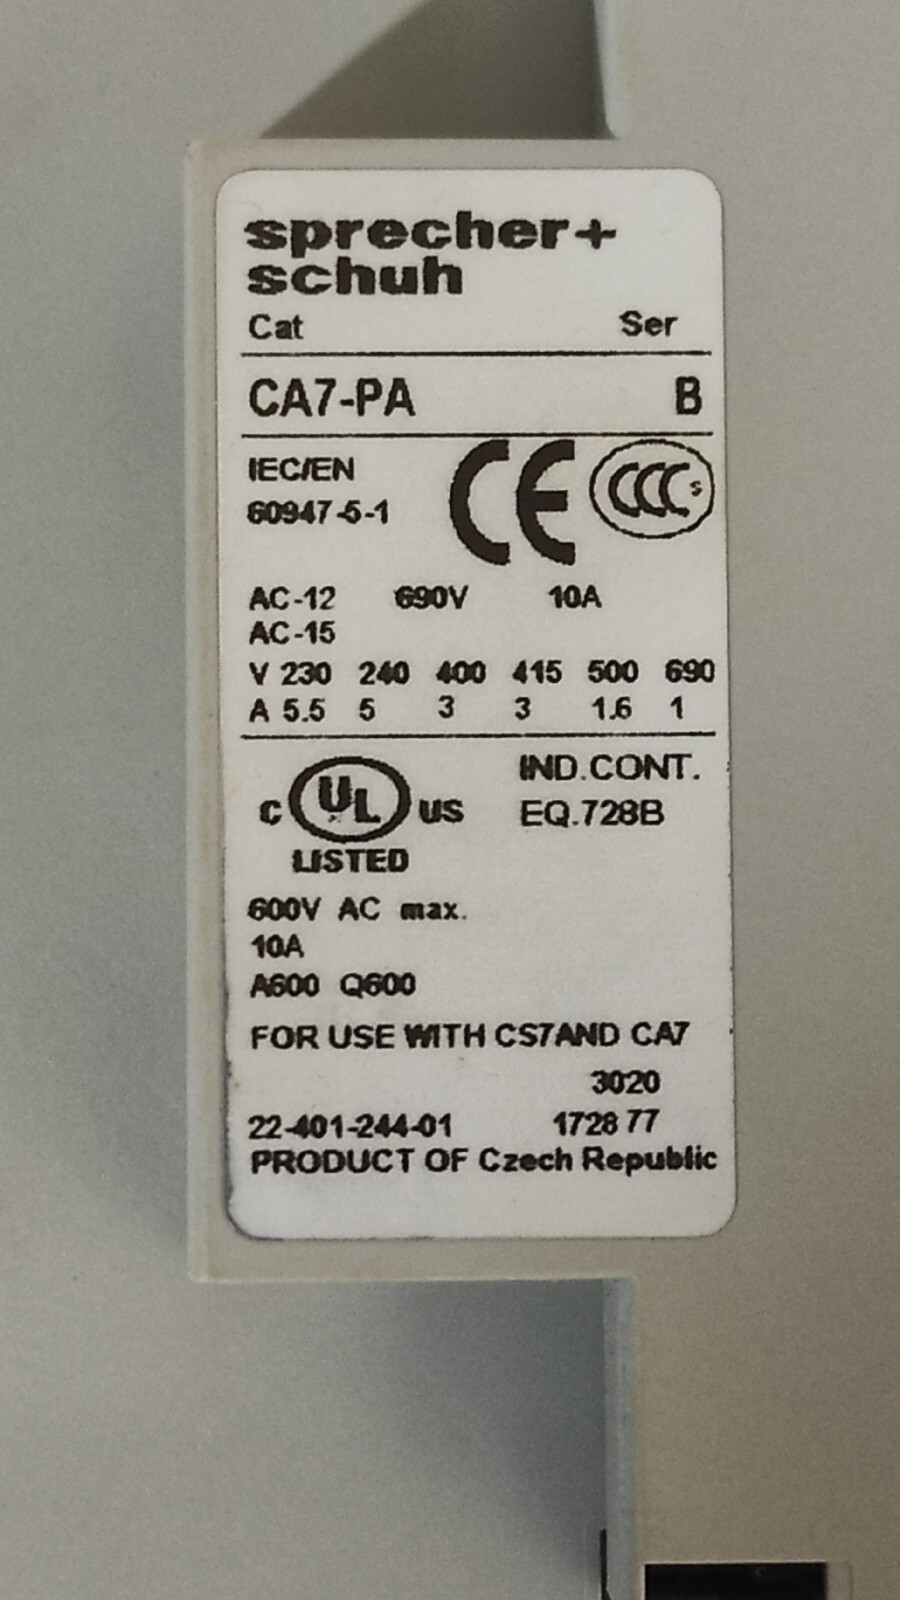 sprecher+
schuh
Cat Ser
CA7-PA B
IEC/EN
60947-5-1 CE CCC S
AC-12 690V 10A
AC-15
V 230 240 400 415 500 690
A 5.5 5 3 3 1.6 1
C UL US
LISTED
IND.CONT.
EQ.728B
600V AC max.
10A
A600 Q600
FOR USE WITH CS7AND CA7
3020
22-401-244-01 1728 77
PRODUCT OF Czech Republic